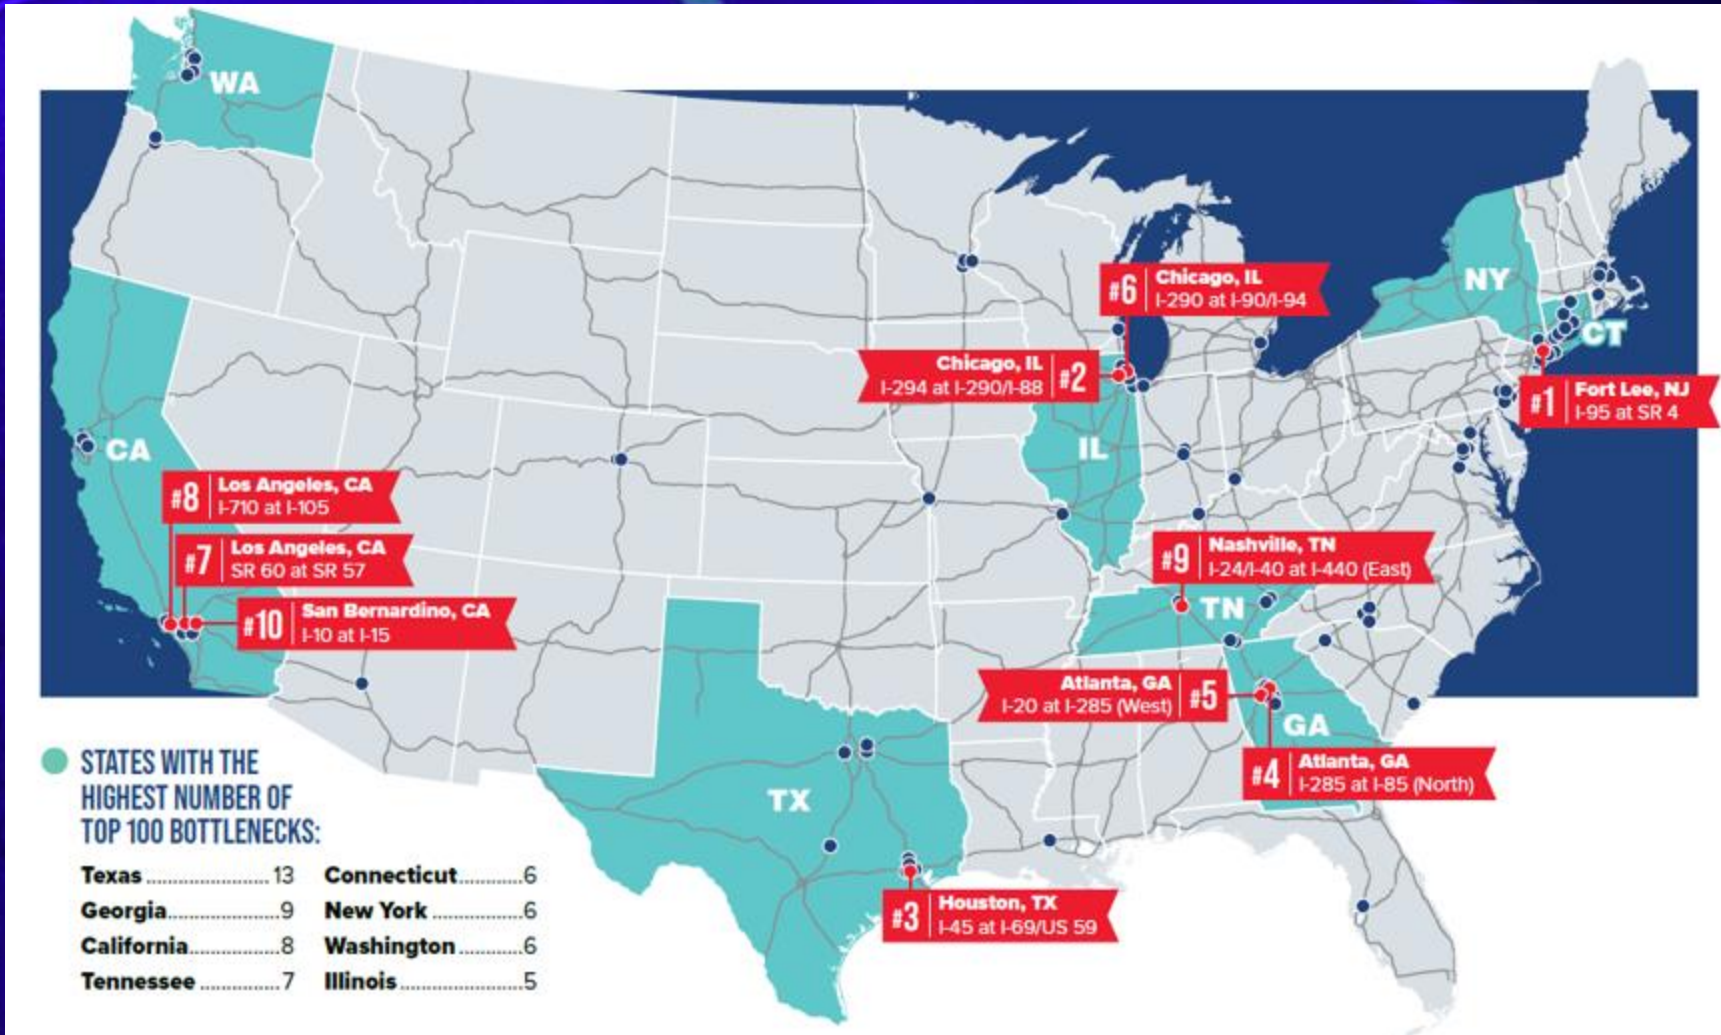 WA
NY
CT
CA
IL
TN
GA
TX
#6
Chicago, IL
I-290 at I-90/I-94
Chicago, IL
I-294 at I-290/I-88
#2
#1
Fort Lee, NJ
I-95 at SR 4
#8
Los Angeles, CA
I-710 at I-105
#7
Los Angeles, CA
SR 60 at SR 57
#10
San Bernardino, CA
I-10 at I-15
#9
Nashville, TN
I-24/I-40 at I-440 (East)
Atlanta, GA
I-20 at I-285 (West)
#5
#4
Atlanta, GA
I-285 at I-85 (North)
#3
Houston, TX
I-45 at I-69/US 59
STATES WITH THE
HIGHEST NUMBER OF
TOP 100 BOTTLENECKS:
Texas 13
Georgia 9
California 8
Tennessee 7
Connecticut 6
New York 6
Washington 6
Illinois 5